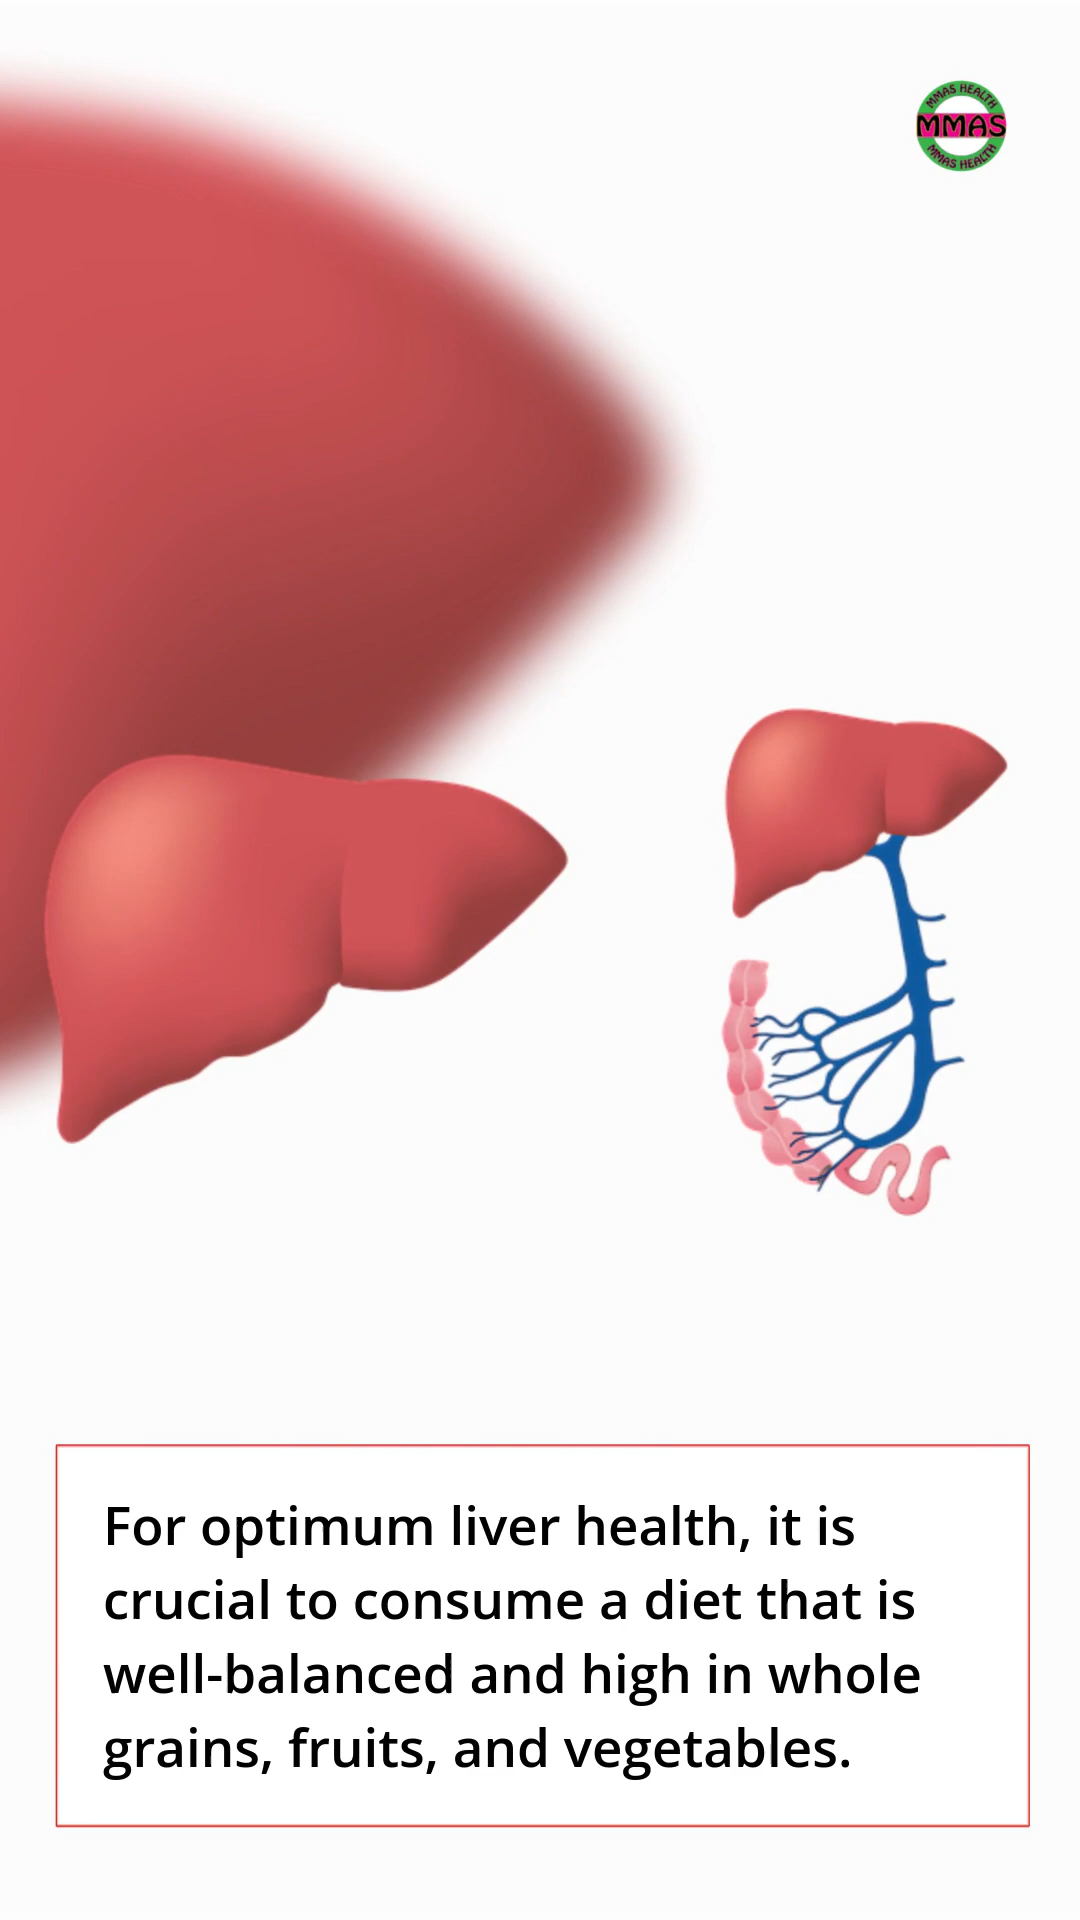 MMAS HEALTH
MMAS
MMAS HEALTH
For optimum liver health, it is
crucial to consume a diet that is
well-balanced and high in whole
grains, fruits, and vegetables.